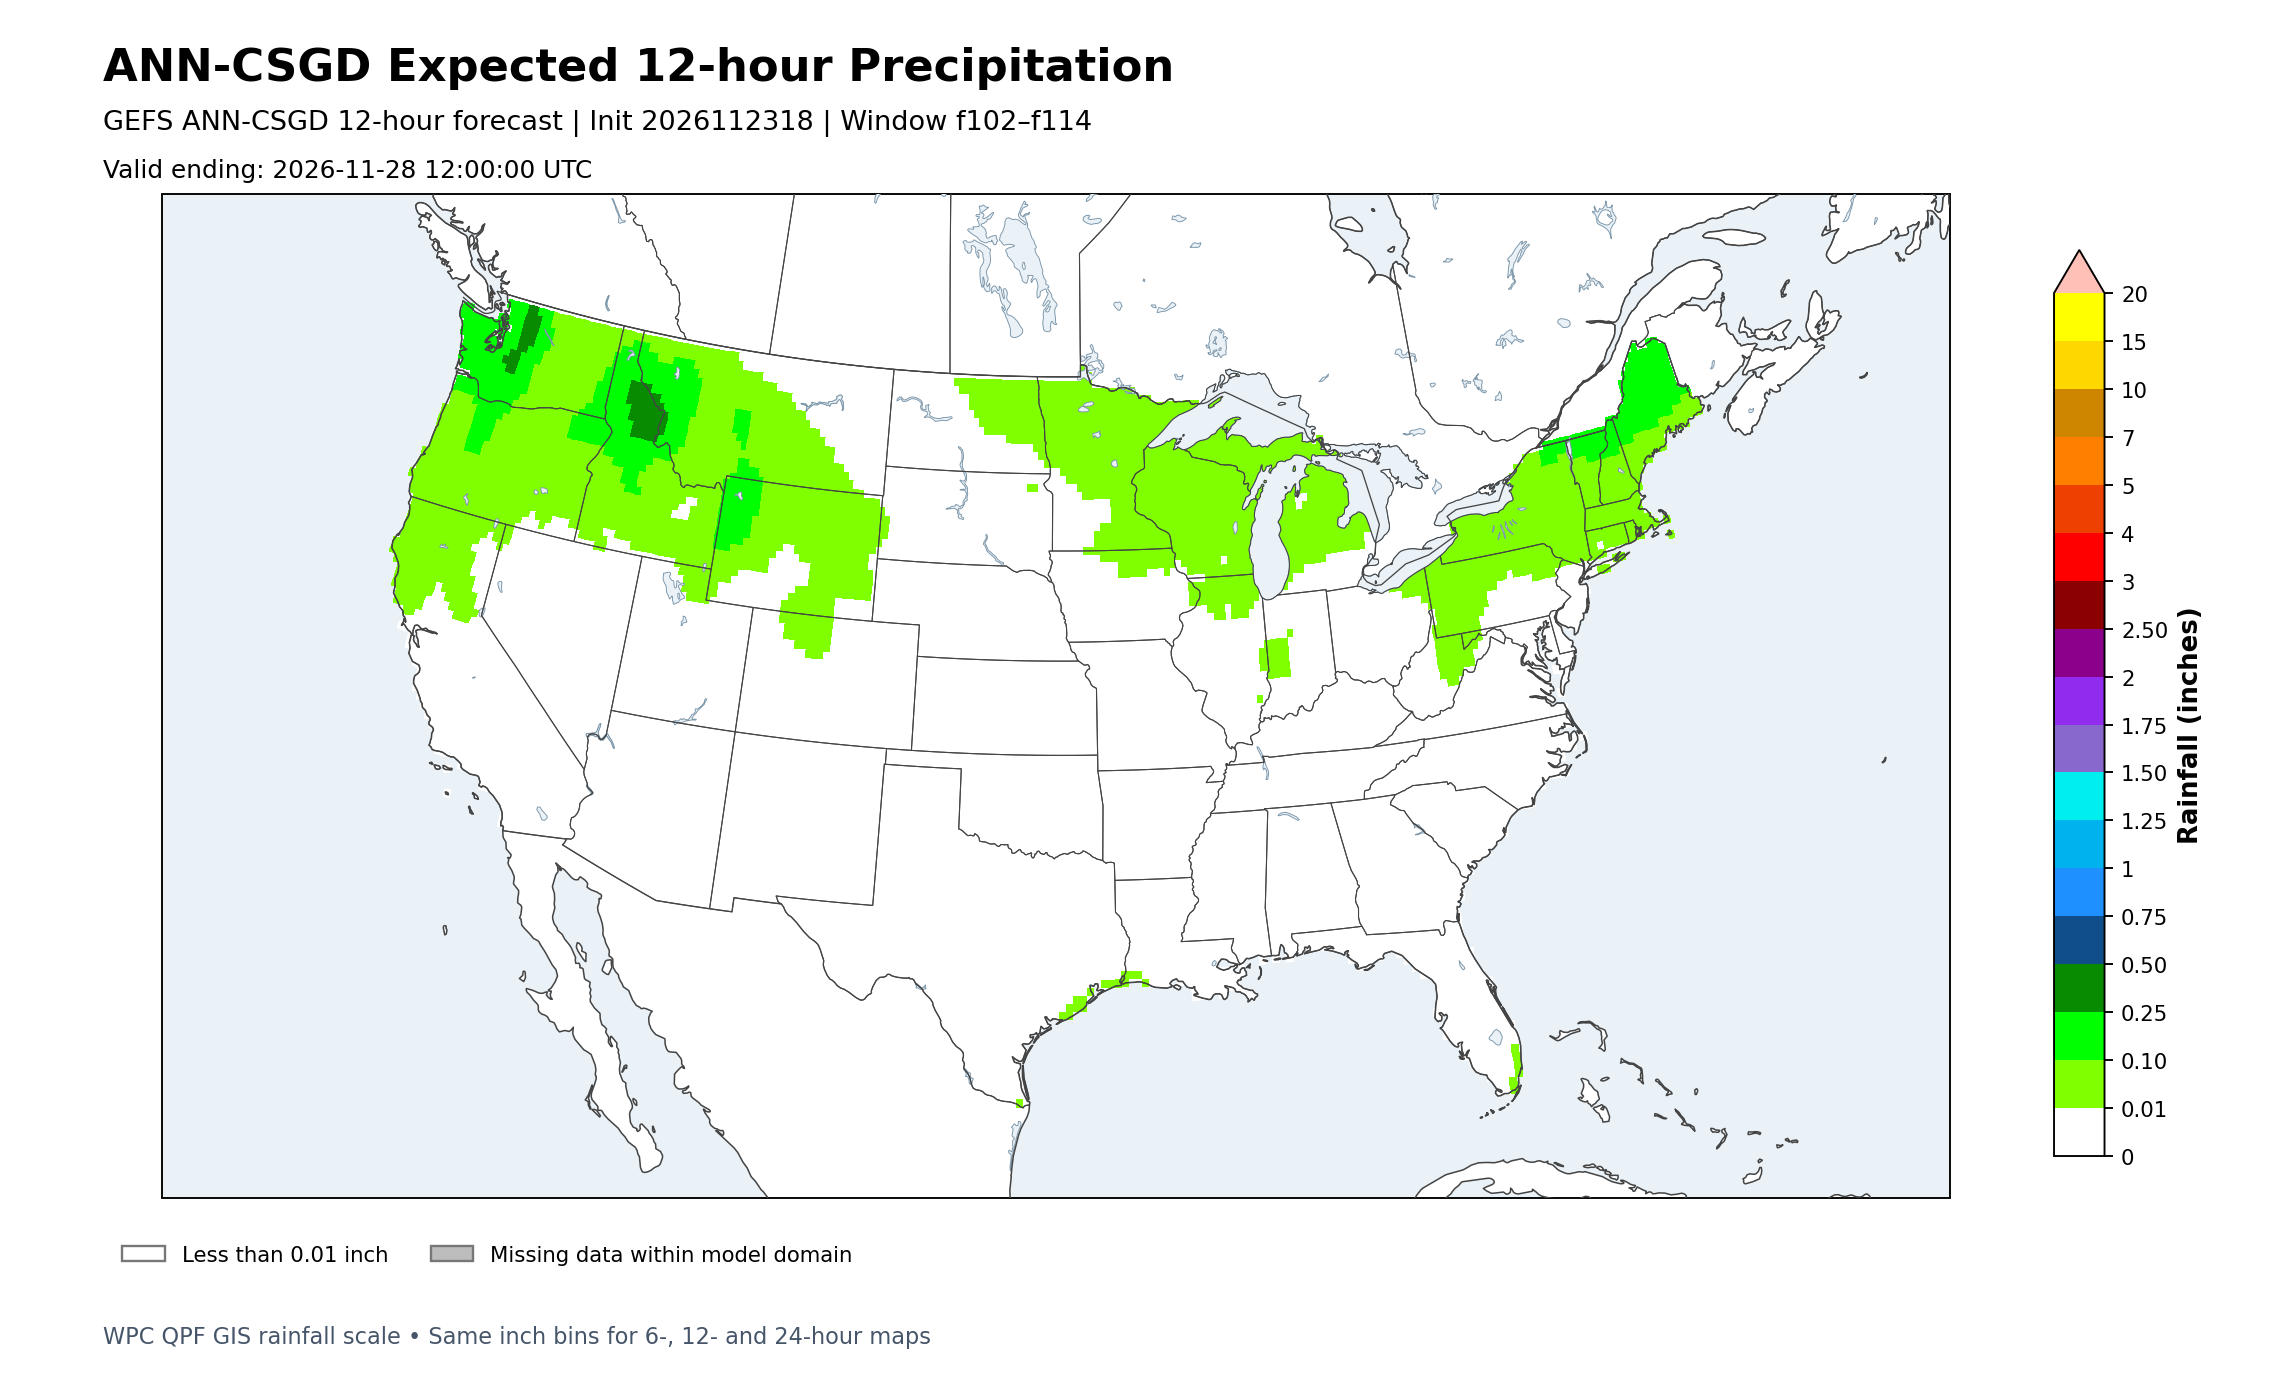 ANN-CSGD Expected 12-hour Precipitation
GEFS ANN-CSGD 12-hour forecast | Init 2026112318 | Window f102–f114
Valid ending: 2026-11-28 12:00:00 UTC
20
15
10
7
5
4
3
2.50
2
1.75
1.50
1.25
1
0.75
0.50
0.25
0.10
0.01
0
Rainfall (inches)
Less than 0.01 inch
Missing data within model domain
WPC QPF GIS rainfall scale • Same inch bins for 6-, 12- and 24-hour maps